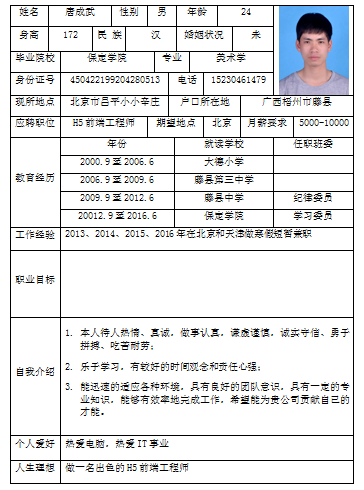 姓名 唐成武 性别 男 年龄 24
身高 172 民族 汉 婚姻状况 未
毕业院校 保定学院 专业 美术学
身份证号 450422199204280513 电话 15230461479
现所地点 北京市昌平小小辛庄 户口所在地 广西梧州市藤县
应聘职位 H5前端工程师 期望地点 北京 月薪要求 5000-10000
教育经历 年份 就读学校 任职班委
2000.9至2006.6 大德小学
2006.9至2009.6 藤县第三中学
2009.9至2012.6 藤县中学 纪律委员
20012.9至2016.6 保定学院 学习委员
工作经验 2013、2014、2015、2016年在北京和天津做寒假短暂兼职
职业目标
自我介绍
1. 本人待人热情、真诚，做事认真，谦虚谨慎，诚实守信、勇于
拼搏、吃苦耐劳；
2. 乐于学习，有较好的时间观念和责任心强；
3. 能迅速的适应各种环境，具有良好的团队意识，具有一定的专
业知识，能够有效率地完成工作，希望能为贵公司贡献自己的
才能。
个人爱好 热爱电脑，热爱IT事业
人生理想 做一名出色的H5前端工程师